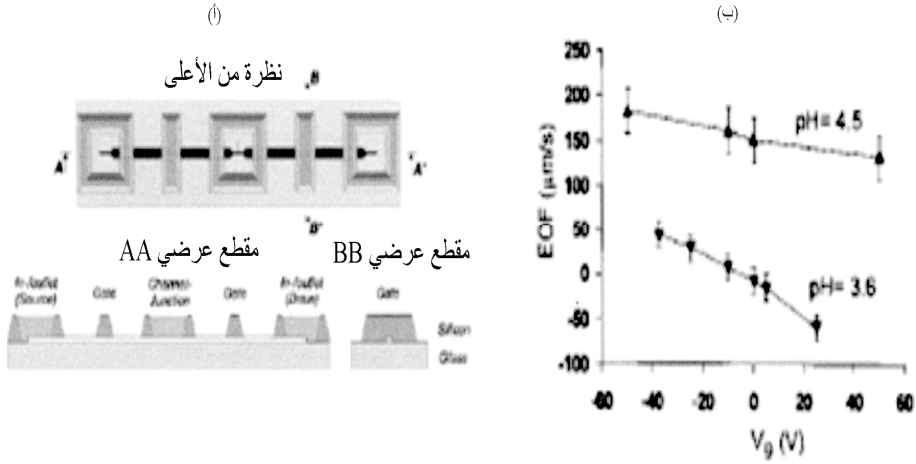 (أ)
نظرة من الأعلى
B
A
A'
B'
مقطع عرضي AA
In-/outlet
(Source)
Gate
Channel-
Junction
Gate
In-/outlet
(Drain)
مقطع عرضي BB
Gate
Silicon
Glass
(ب)
EOF (µm/s)
250
200
150
100
50
0
-50
-100
pH= 4.5
pH= 3.6
-60 -40 -20 0 20 40 60
Vg (V)